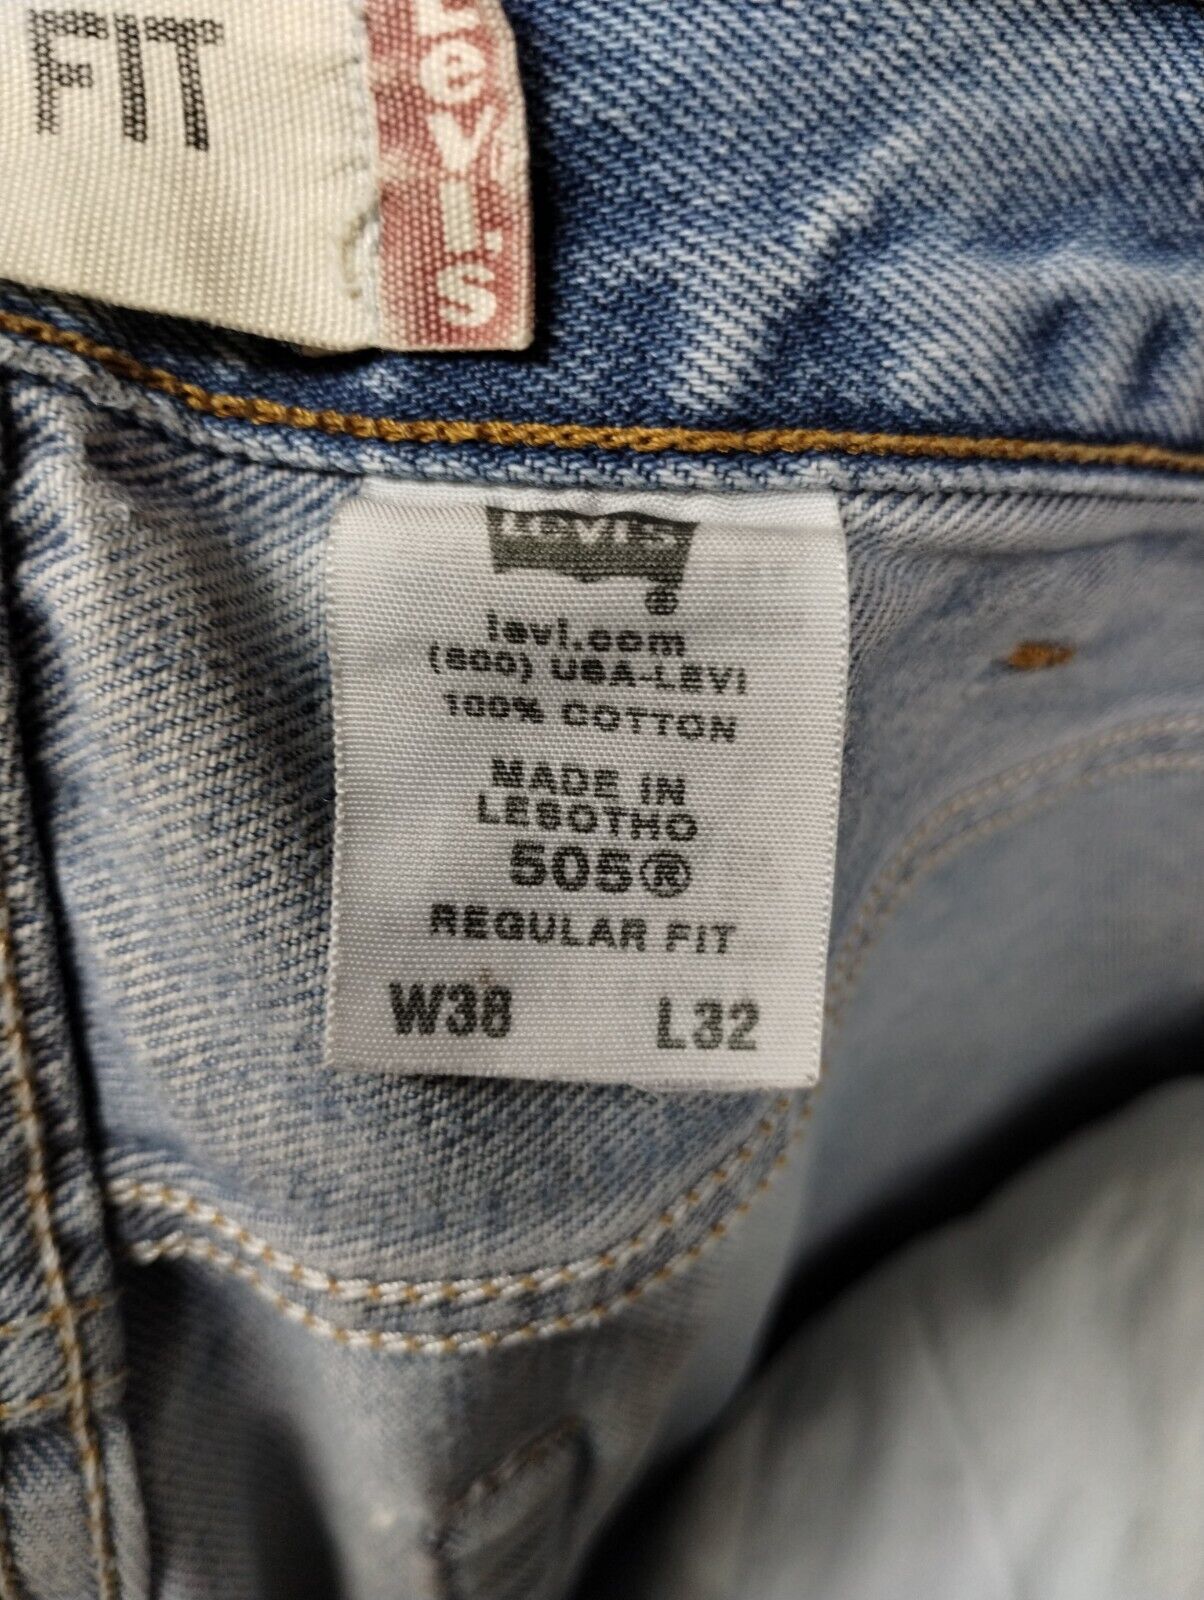 FIT
Levi's
LEVI'S
®
levi.com
(800) USA-LEVI
100% COTTON
MADE IN
LESOTHO
505®
REGULAR FIT
W38 L32